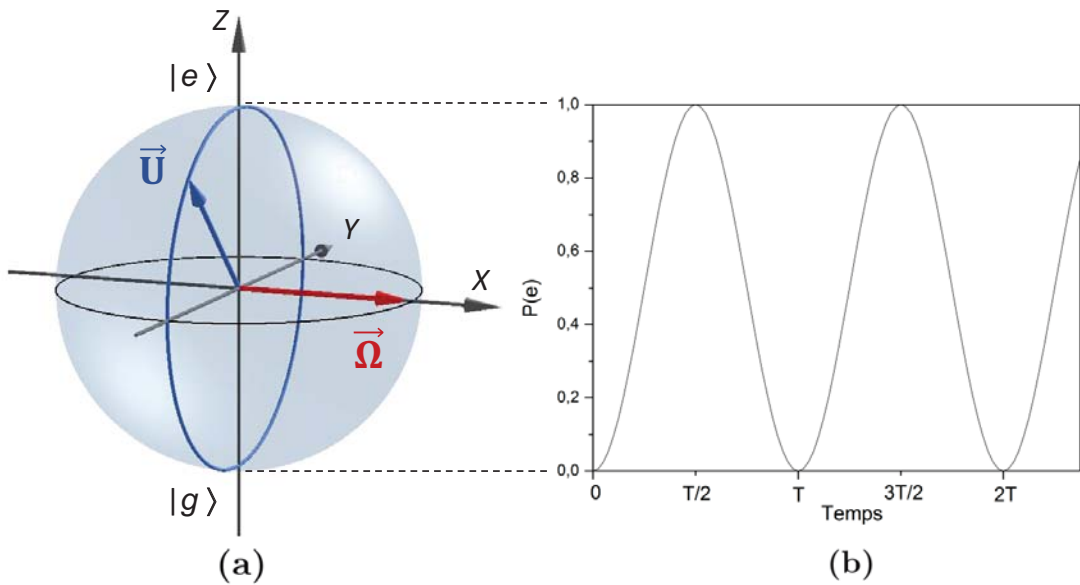 Z
|e⟩
U
Y
X
Ω
|g⟩
(a)
1,0
0,8
0,6
0,4
0,2
0,0
P(e)
0
T/2
T
3T/2
2T
Temps
(b)